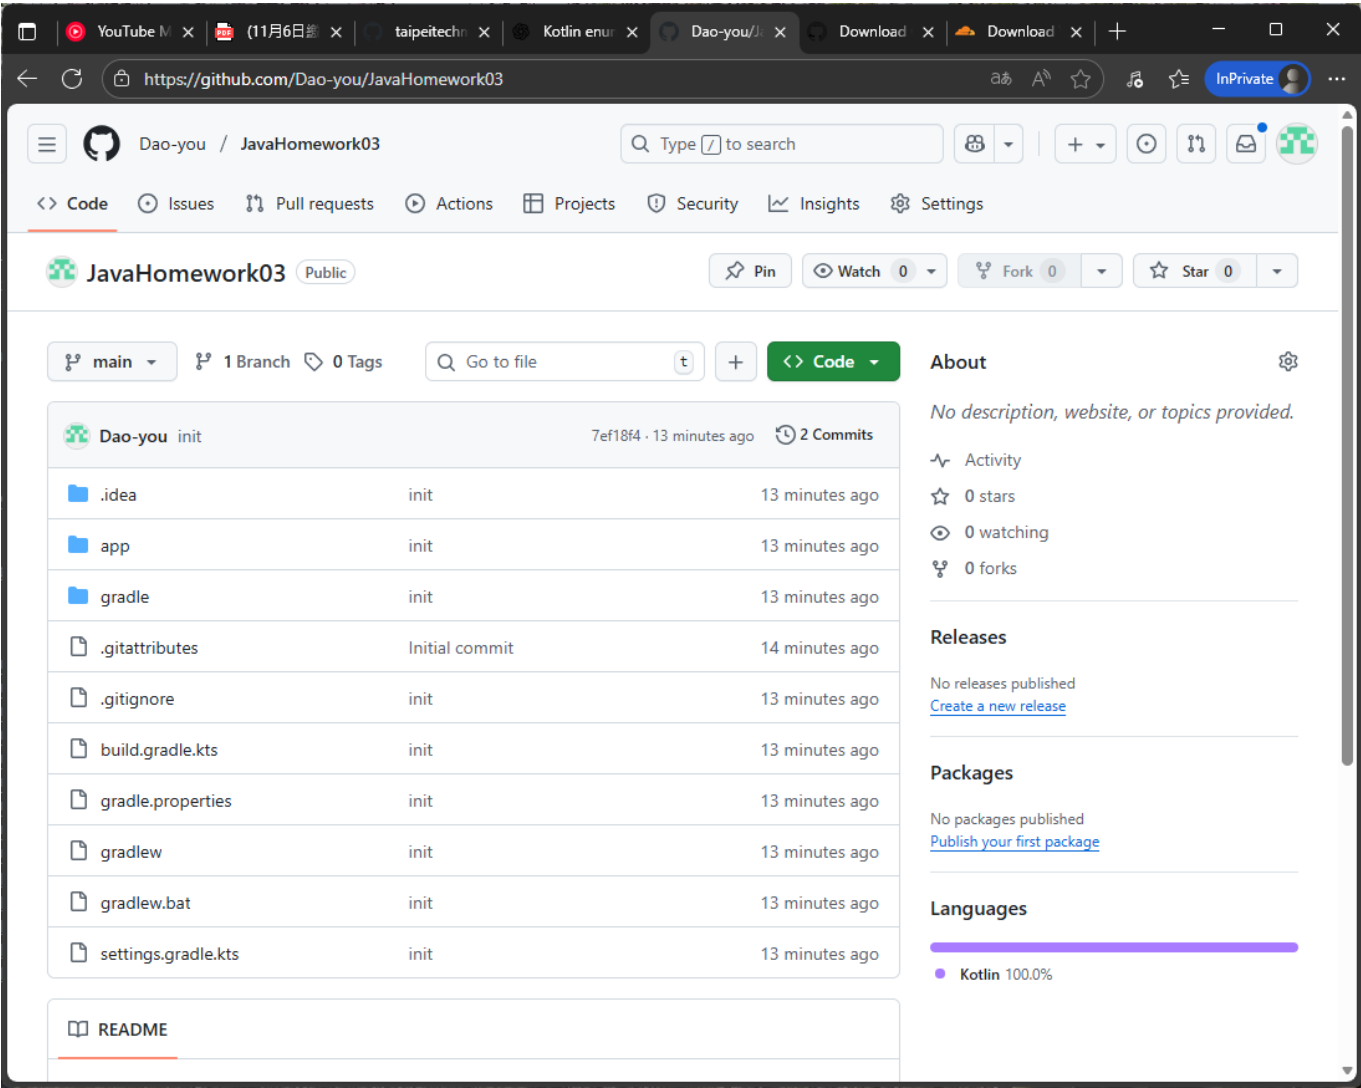 YouTube M
(11月6日
taipeitechn
Kotlin enur
Dao-you/Ja
Download
Download
https://github.com/Dao-you/JavaHomework03
InPrivate
Dao-you / JavaHomework03
Type / to search
Code
Issues
Pull requests
Actions
Projects
Security
Insights
Settings
JavaHomework03 Public
Pin
Watch 0
Fork 0
Star 0
main
1 Branch
0 Tags
Go to file t
Code
Dao-you init 7ef18f4 · 13 minutes ago 2 Commits
.idea init 13 minutes ago
app init 13 minutes ago
gradle init 13 minutes ago
.gitattributes Initial commit 14 minutes ago
.gitignore init 13 minutes ago
build.gradle.kts init 13 minutes ago
gradle.properties init 13 minutes ago
gradlew init 13 minutes ago
gradlew.bat init 13 minutes ago
settings.gradle.kts init 13 minutes ago
README
About
No description, website, or topics provided.
Activity
0 stars
0 watching
0 forks
Releases
No releases published
Create a new release
Packages
No packages published
Publish your first package
Languages
Kotlin 100.0%